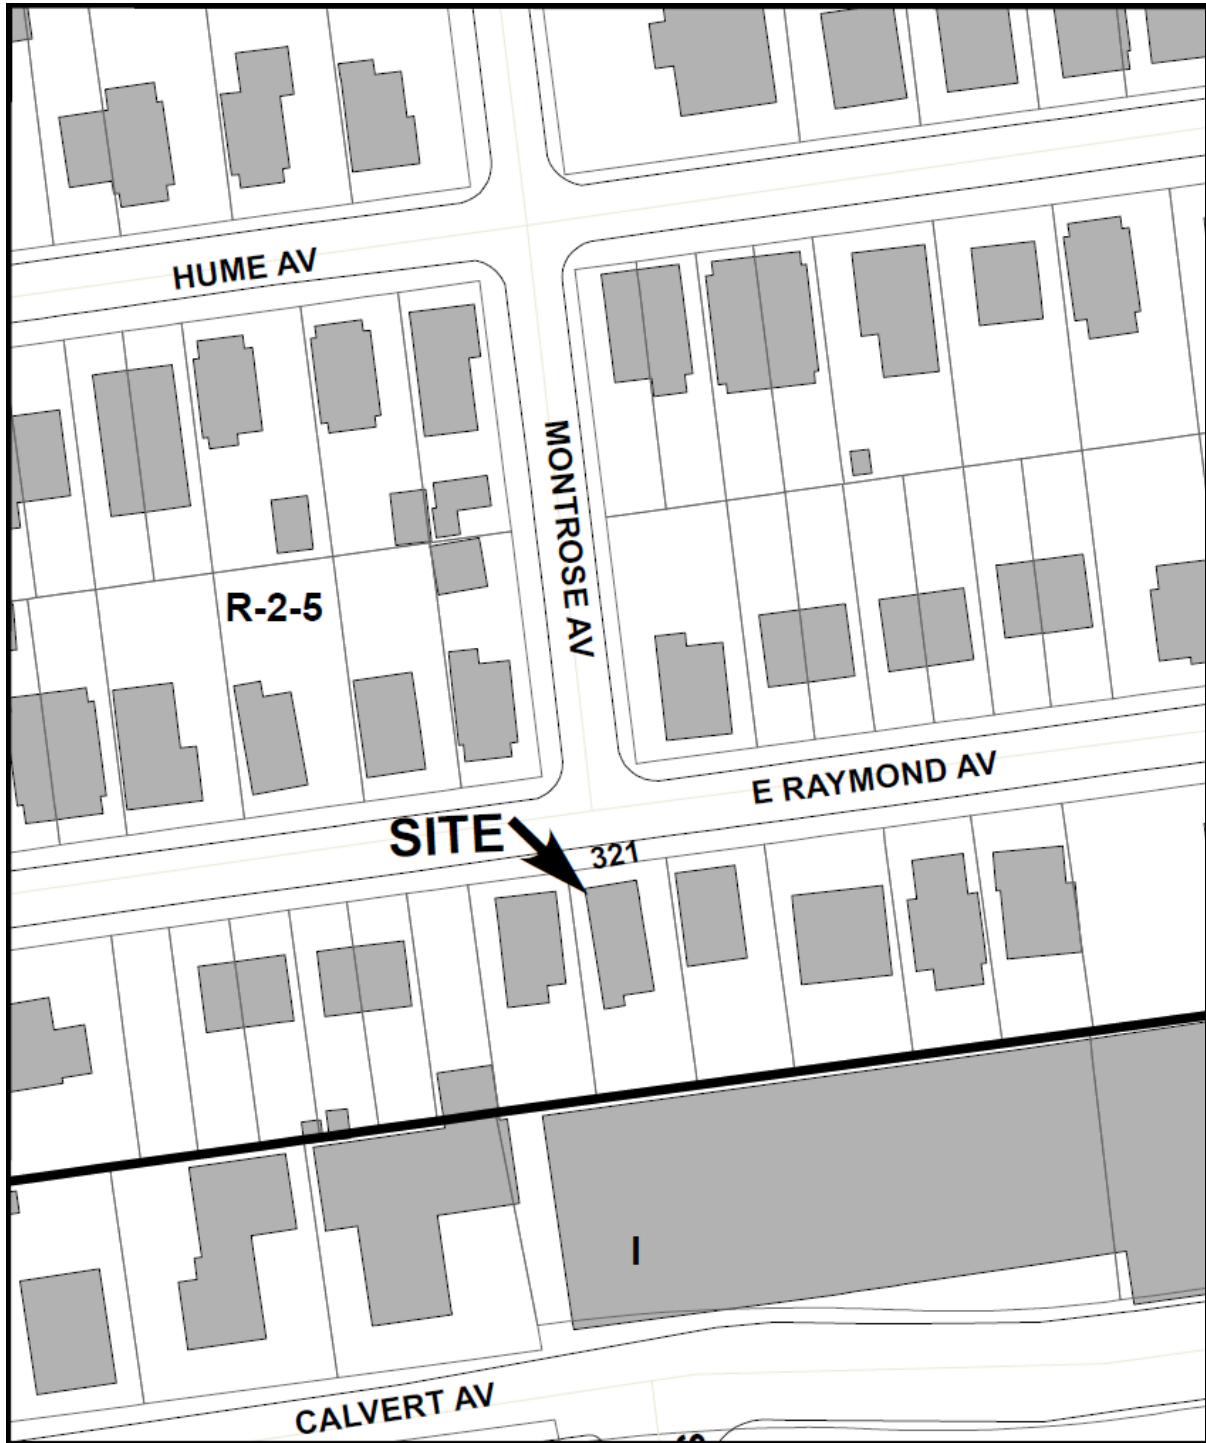 HUME AV
MONTROSE AV
R-2-5
E RAYMOND AV
SITE
321
I
CALVERT AV